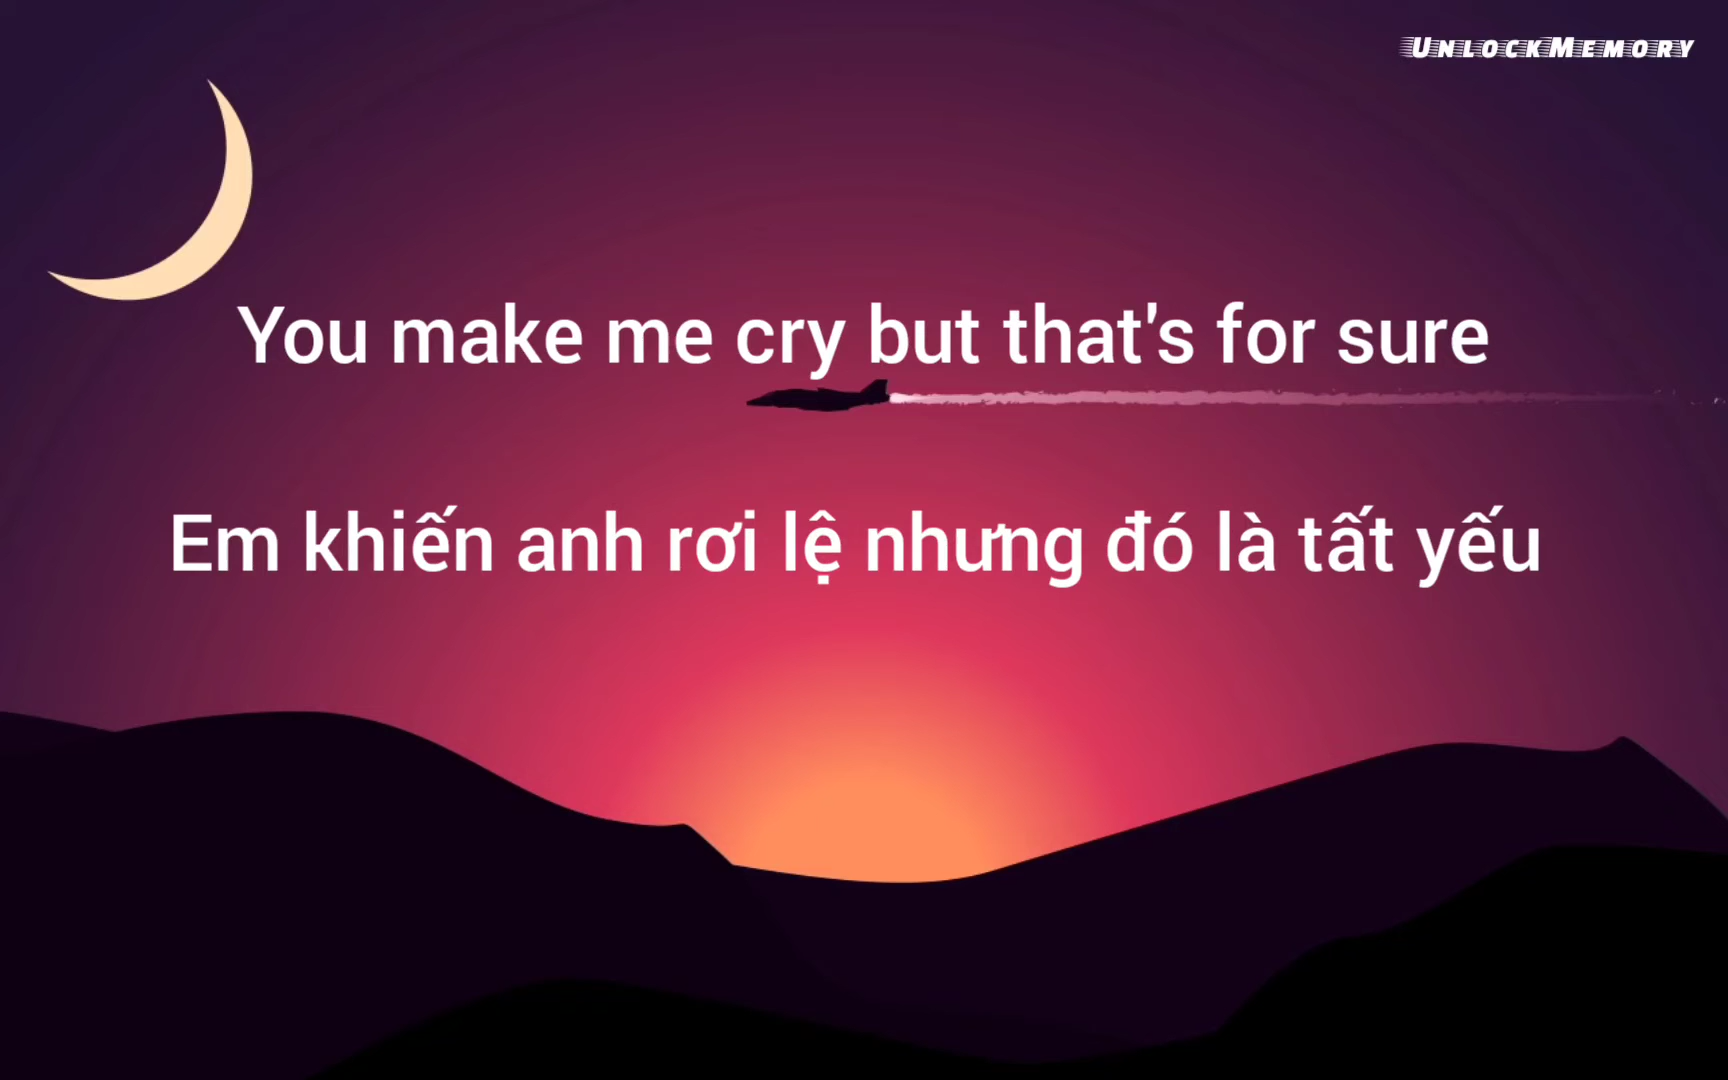 UNLOCKMEMORY
You make me cry but that's for sure
Em khiến anh rơi lệ nhưng đó là tất yếu